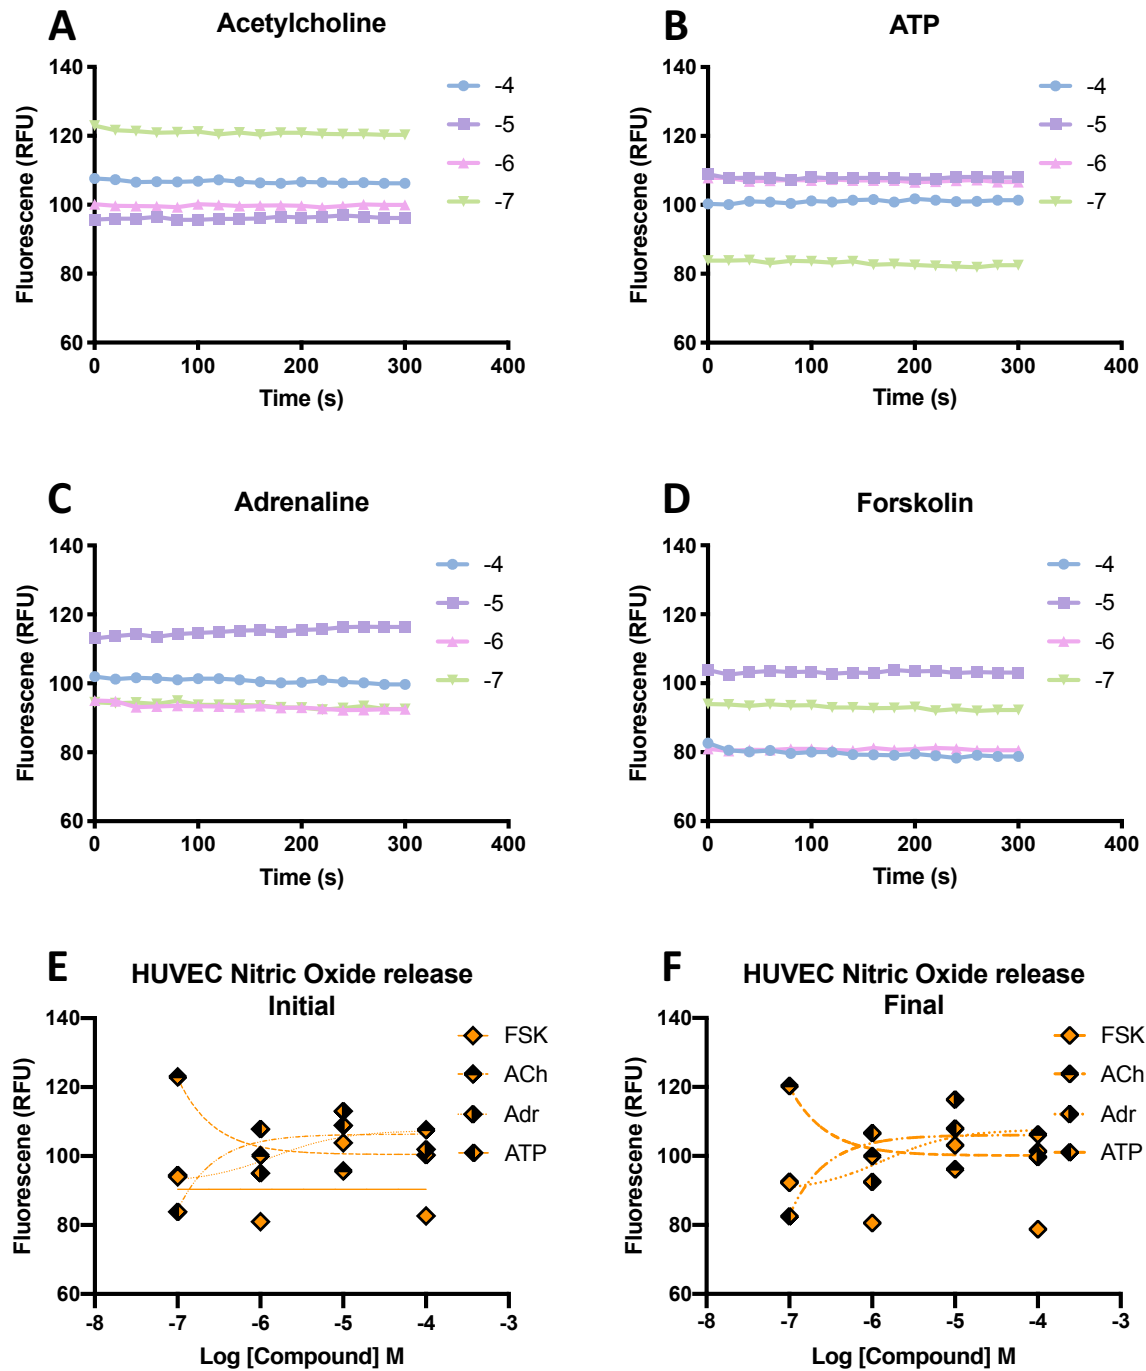 A
Acetylcholine
140
120
100
80
60
Fluorescene (RFU)
0
100
200
300
400
Time (s)
-4
-5
-6
-7
B
ATP
140
120
100
80
60
Fluorescene (RFU)
0
100
200
300
400
Time (s)
-4
-5
-6
-7
C
Adrenaline
140
120
100
80
60
Fluorescene (RFU)
0
100
200
300
400
Time (s)
-4
-5
-6
-7
D
Forskolin
140
120
100
80
60
Fluorescene (RFU)
0
100
200
300
400
Time (s)
-4
-5
-6
-7
E
HUVEC Nitric Oxide release
Initial
140
120
100
80
60
Fluorescene (RFU)
-8
-7
-6
-5
-4
-3
Log [Compound] M
FSK
ACh
Adr
ATP
F
HUVEC Nitric Oxide release
Final
140
120
100
80
60
Fluorescene (RFU)
-8
-7
-6
-5
-4
-3
Log [Compound] M
FSK
ACh
Adr
ATP